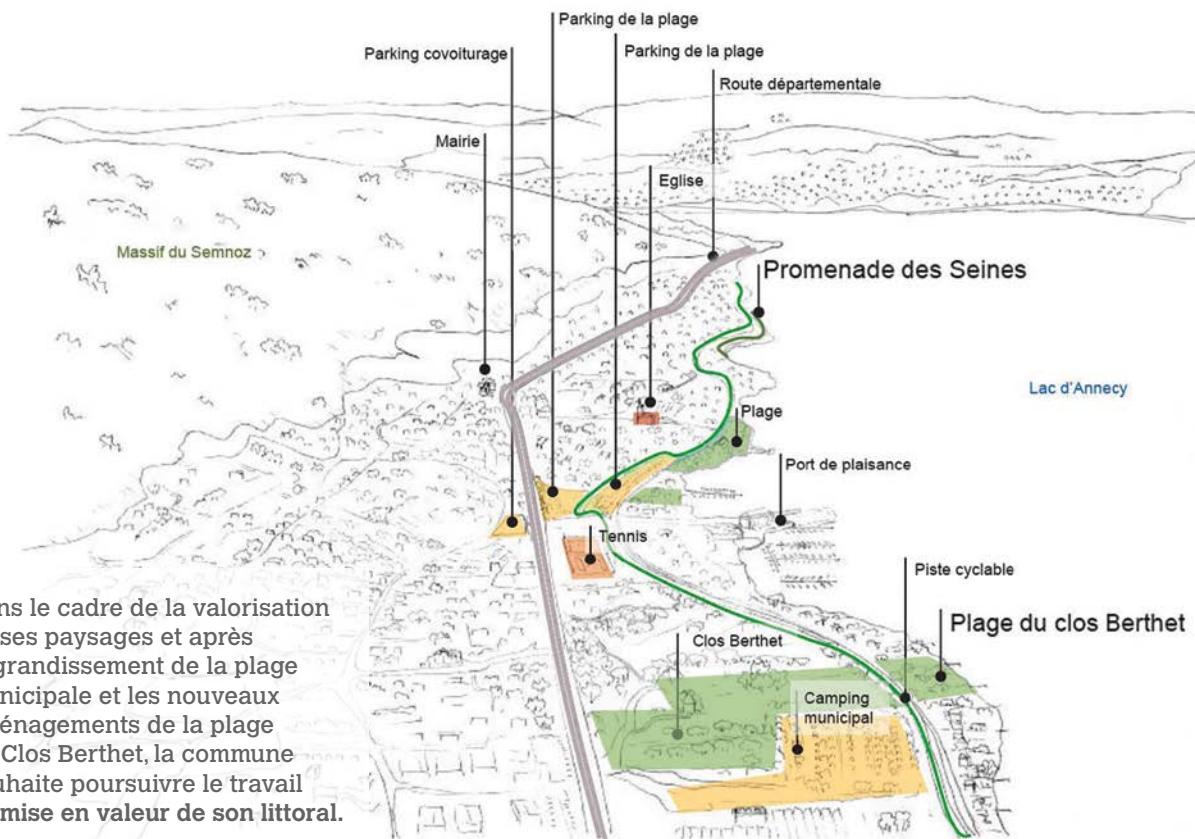 Parking de la plage
Parking covoiturage
Parking de la plage
Route départementale
Mairie
Eglise
Massif du Semnoz
Promenade des Seines
Lac d'Annecy
Plage
Port de plaisance
Tennis
Piste cyclable
Plage du clos Berthet
Clos Berthet
Camping
municipal
ns le cadre de la valorisation
ses paysages et après
grandissement de la plage
nicipale et les nouveaux
énagements de la plage
Clos Berthet, la commune
uhaite poursuivre le travail
mise en valeur de son littoral.